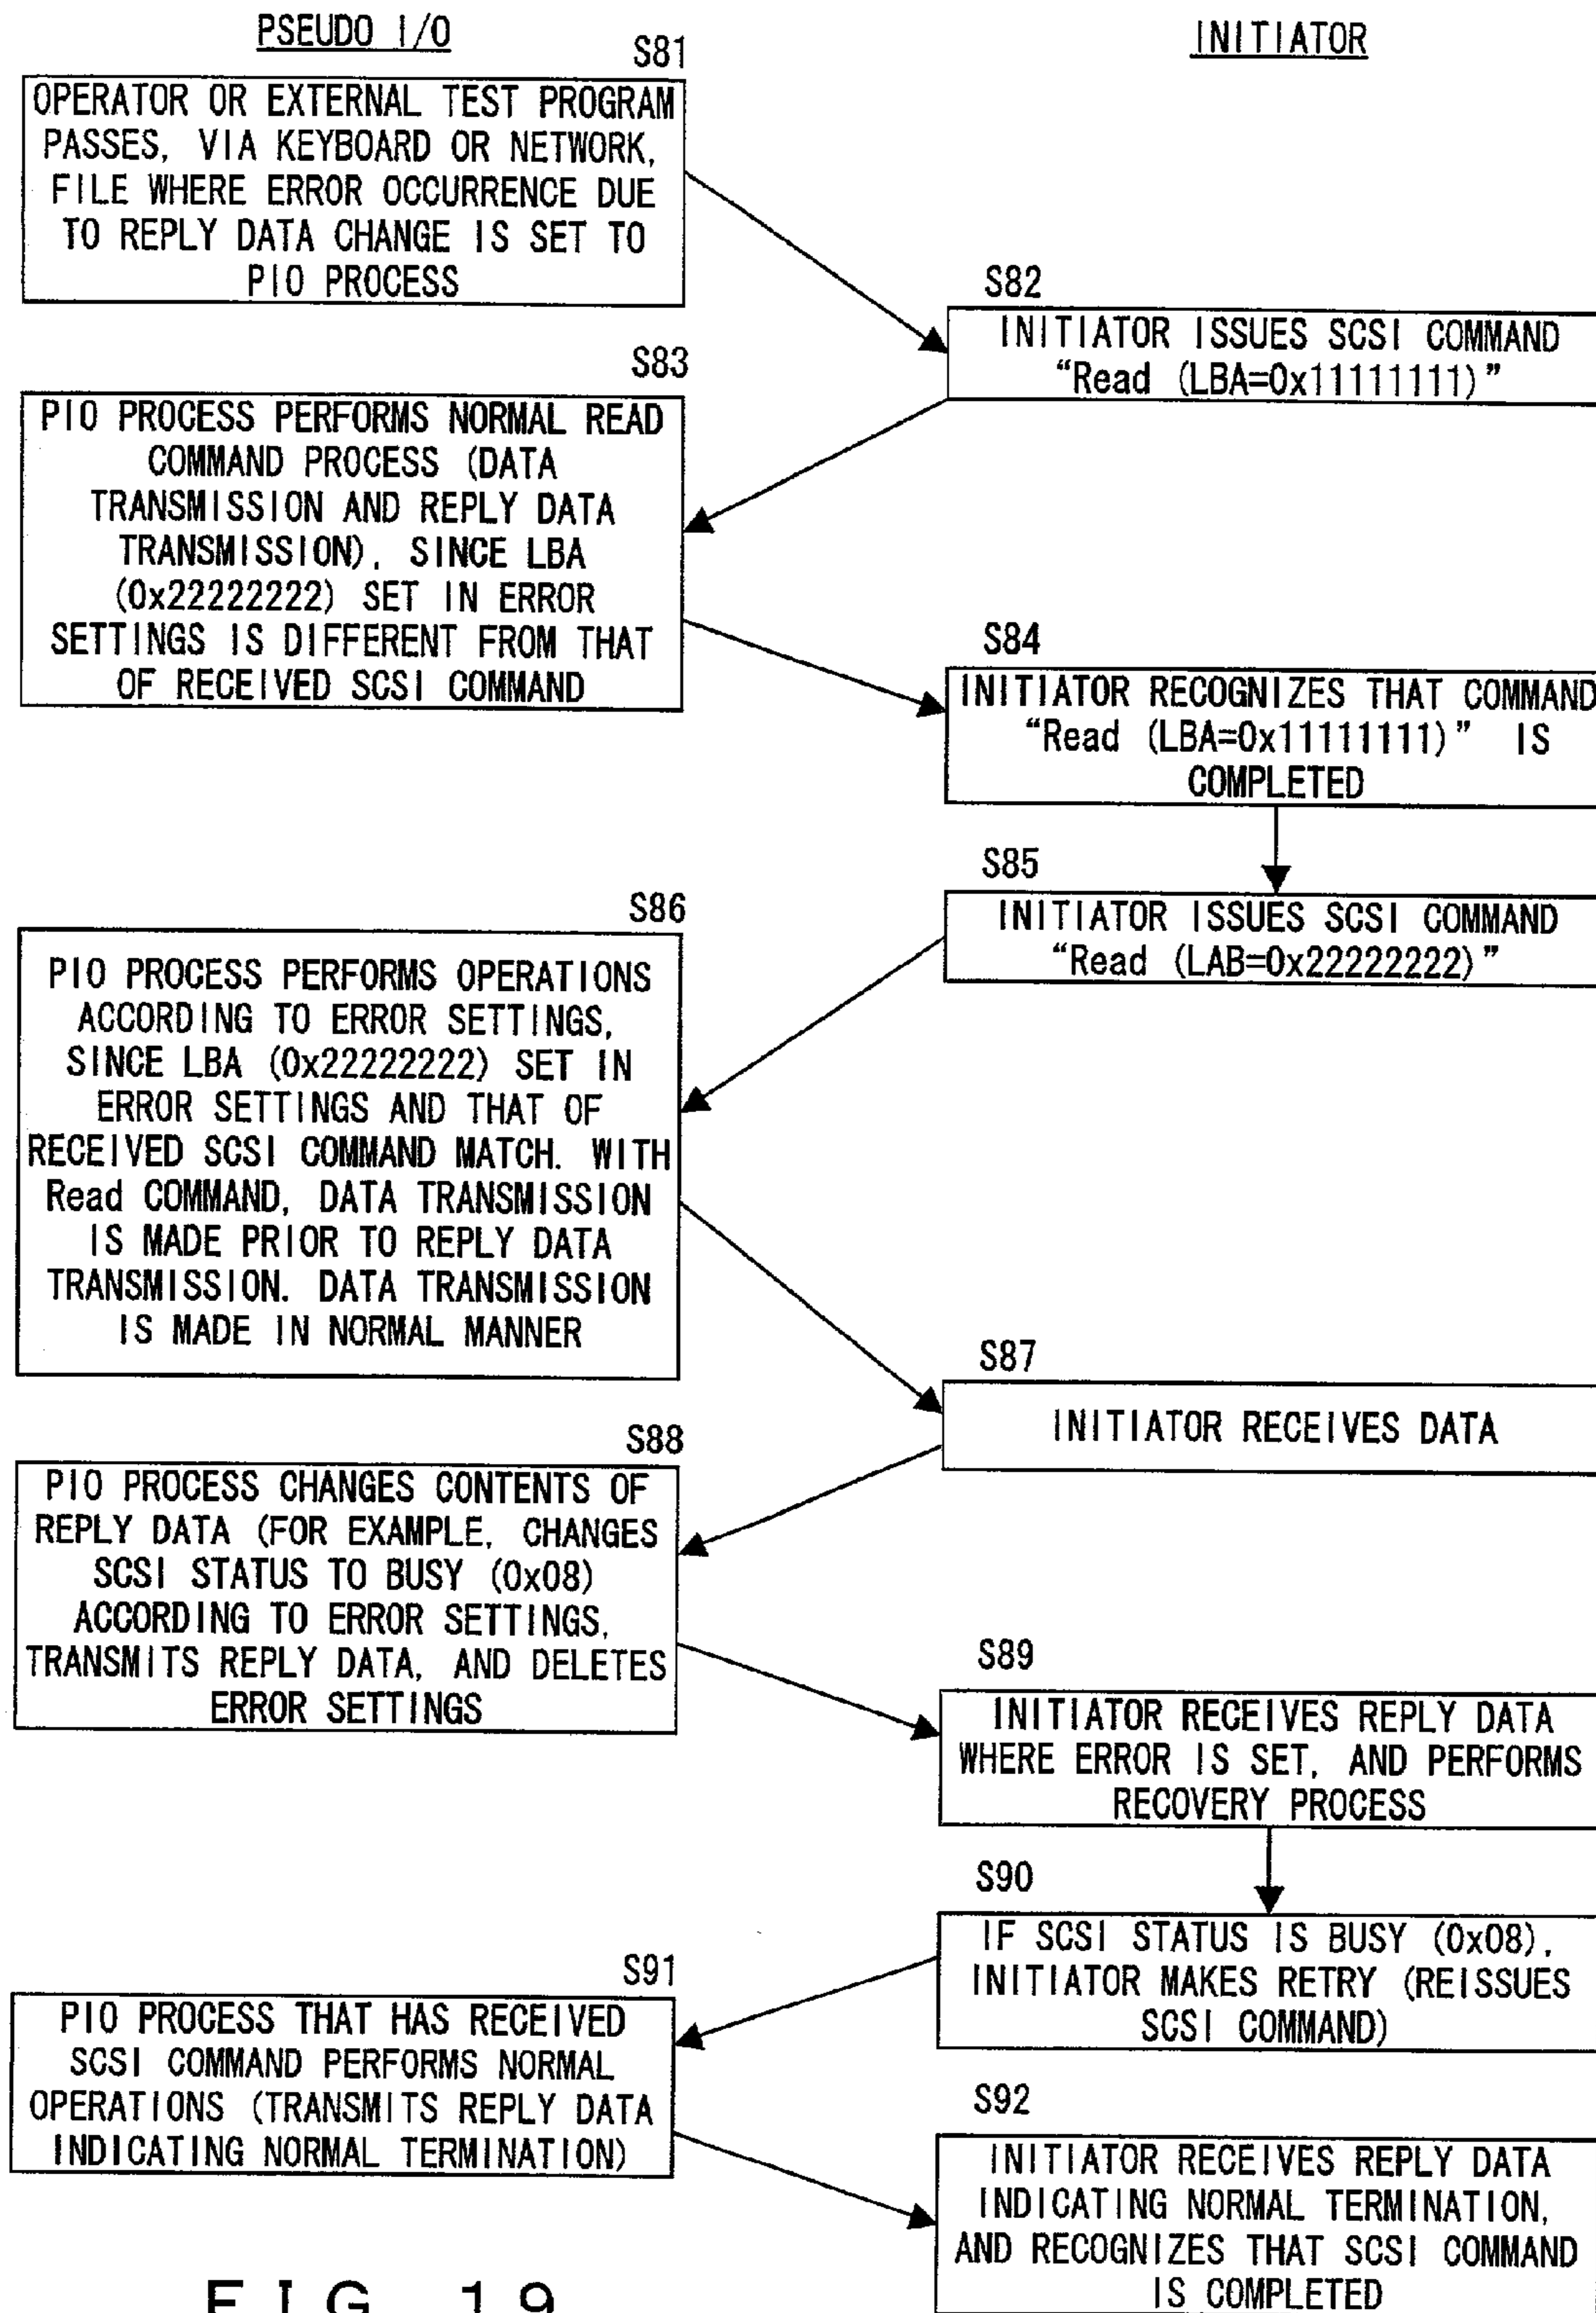 PSEUDO I/O
INITIATOR
S81
OPERATOR OR EXTERNAL TEST PROGRAM
PASSES, VIA KEYBOARD OR NETWORK,
FILE WHERE ERROR OCCURRENCE DUE
TO REPLY DATA CHANGE IS SET TO
PIO PROCESS
S82
INITIATOR ISSUES SCSI COMMAND
“Read (LBA=0x11111111)”
S83
PIO PROCESS PERFORMS NORMAL READ
COMMAND PROCESS (DATA
TRANSMISSION AND REPLY DATA
TRANSMISSION), SINCE LBA
(0x22222222) SET IN ERROR
SETTINGS IS DIFFERENT FROM THAT
OF RECEIVED SCSI COMMAND
S84
INITIATOR RECOGNIZES THAT COMMAND
“Read (LBA=0x11111111)” IS
COMPLETED
S85
INITIATOR ISSUES SCSI COMMAND
“Read (LAB=0x22222222)”
S86
PIO PROCESS PERFORMS OPERATIONS
ACCORDING TO ERROR SETTINGS,
SINCE LBA (0x22222222) SET IN
ERROR SETTINGS AND THAT OF
RECEIVED SCSI COMMAND MATCH. WITH
Read COMMAND, DATA TRANSMISSION
IS MADE PRIOR TO REPLY DATA
TRANSMISSION. DATA TRANSMISSION
IS MADE IN NORMAL MANNER
S87
INITIATOR RECEIVES DATA
S88
PIO PROCESS CHANGES CONTENTS OF
REPLY DATA (FOR EXAMPLE, CHANGES
SCSI STATUS TO BUSY (0x08)
ACCORDING TO ERROR SETTINGS,
TRANSMITS REPLY DATA, AND DELETES
ERROR SETTINGS
S89
INITIATOR RECEIVES REPLY DATA
WHERE ERROR IS SET, AND PERFORMS
RECOVERY PROCESS
S90
IF SCSI STATUS IS BUSY (0x08),
INITIATOR MAKES RETRY (REISSUES
SCSI COMMAND)
S91
PIO PROCESS THAT HAS RECEIVED
SCSI COMMAND PERFORMS NORMAL
OPERATIONS (TRANSMITS REPLY DATA
INDICATING NORMAL TERMINATION)
S92
INITIATOR RECEIVES REPLY DATA
INDICATING NORMAL TERMINATION,
AND RECOGNIZES THAT SCSI COMMAND
IS COMPLETED
FIG. 19